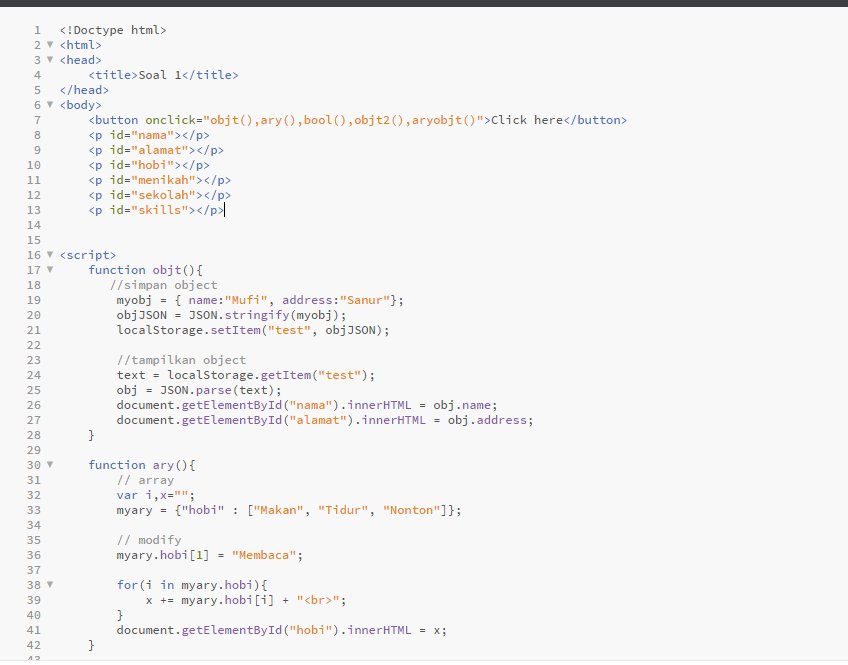 1 <!Doctype html>
2 <html>
3 <head>
4 <title>Soal 1</title>
5 </head>
6 <body>
7 <button onclick="objt(),ary(),bool(),objt2(),aryobjt()">Click here</button>
8 <p id="nama"></p>
9 <p id="alamat"></p>
10 <p id="hobi"></p>
11 <p id="menikah"></p>
12 <p id="sekolah"></p>
13 <p id="skills"></p>
14
15
16 <script>
17 function objt(){
18 //simpan object
19 myobj = { name:"Mufi", address:"Sanur"};
20 objJSON = JSON.stringify(myobj);
21 localStorage.setItem("test", objJSON);
22
23 //tampilkan object
24 text = localStorage.getItem("test");
25 obj = JSON.parse(text);
26 document.getElementById("nama").innerHTML = obj.name;
27 document.getElementById("alamat").innerHTML = obj.address;
28 }
29
30 function ary(){
31 // array
32 var i,x="";
33 myary = {"hobi" : ["Makan", "Tidur", "Nonton"]};
34
35 // modify
36 myary.hobi[1] = "Membaca";
37
38 for(i in myary.hobi){
39 x += myary.hobi[i] + "<br>";
40 }
41 document.getElementById("hobi").innerHTML = x;
42 }
43